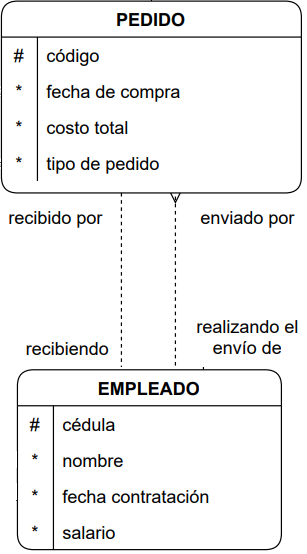 PEDIDO
# código
* fecha de compra
* costo total
* tipo de pedido
recibido por
enviado por
realizando el
envío de
recibiendo
EMPLEADO
# cédula
* nombre
* fecha contratación
* salario